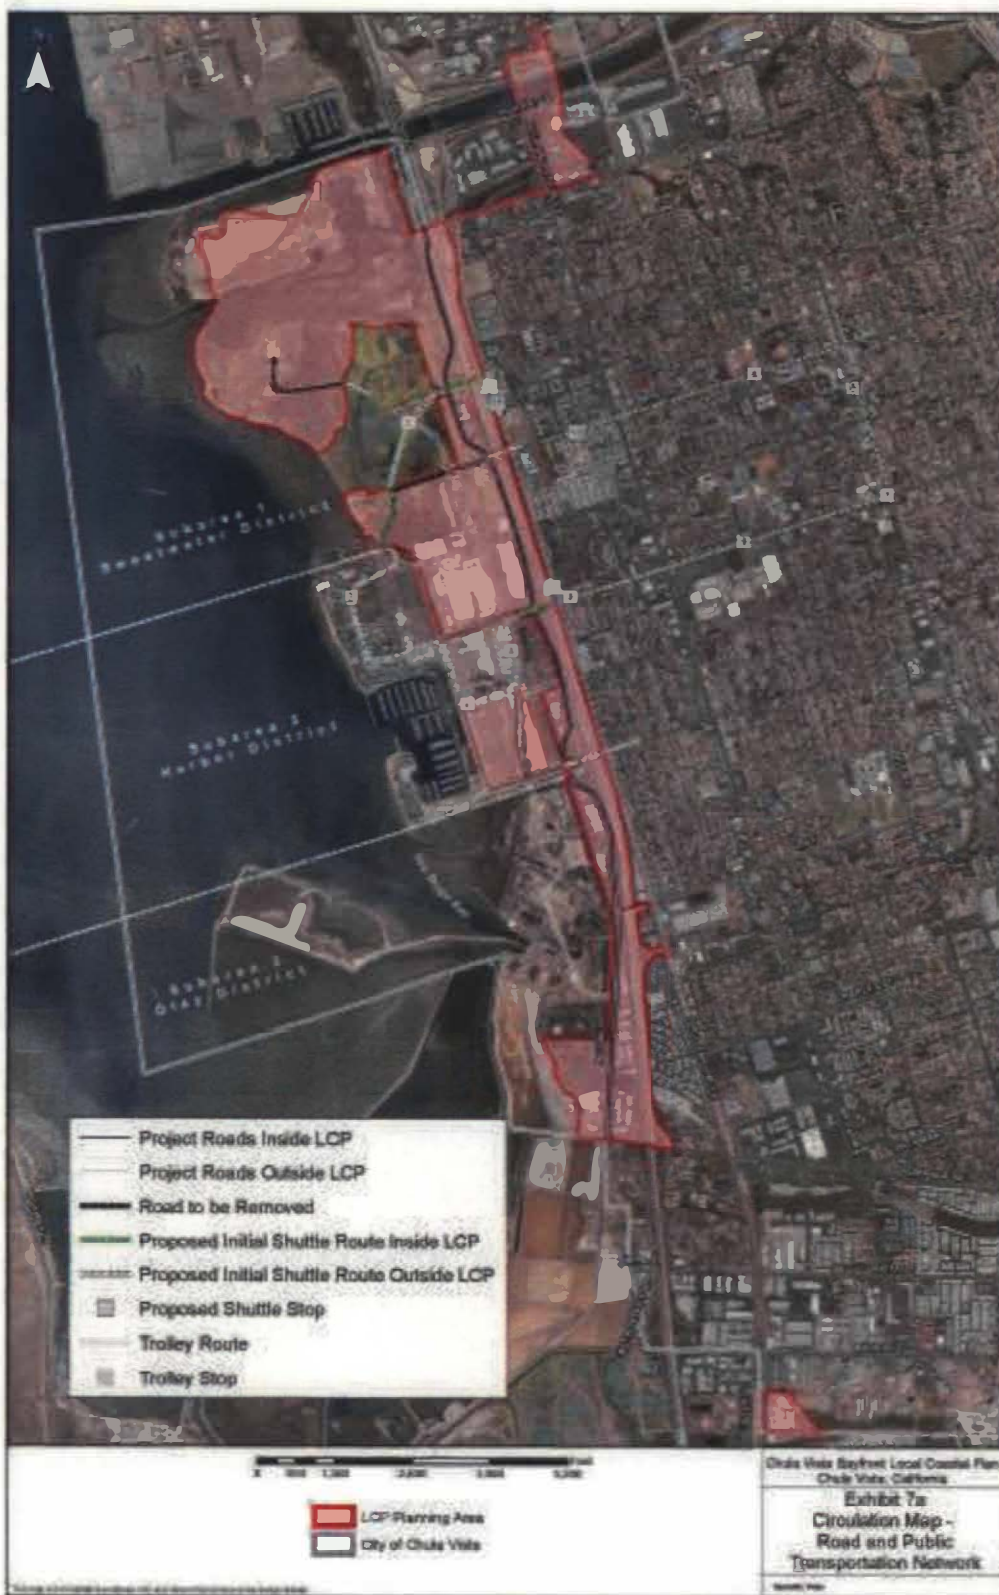 Subarea 1
Sweetwater District
Subarea 2
Harbor District
Subarea 3
Otay District
Project Roads Inside LCP
Project Roads Outside LCP
Road to be Removed
Proposed Initial Shuttle Route Inside LCP
Proposed Initial Shuttle Route Outside LCP
Proposed Shuttle Stop
Trolley Route
Trolley Stop
LCP Planning Area
City of Chula Vista
Chula Vista Bayfront Local Coastal Plan
Chula Vista, California
Exhibit 7a
Circulation Map -
Road and Public
Transportation Network